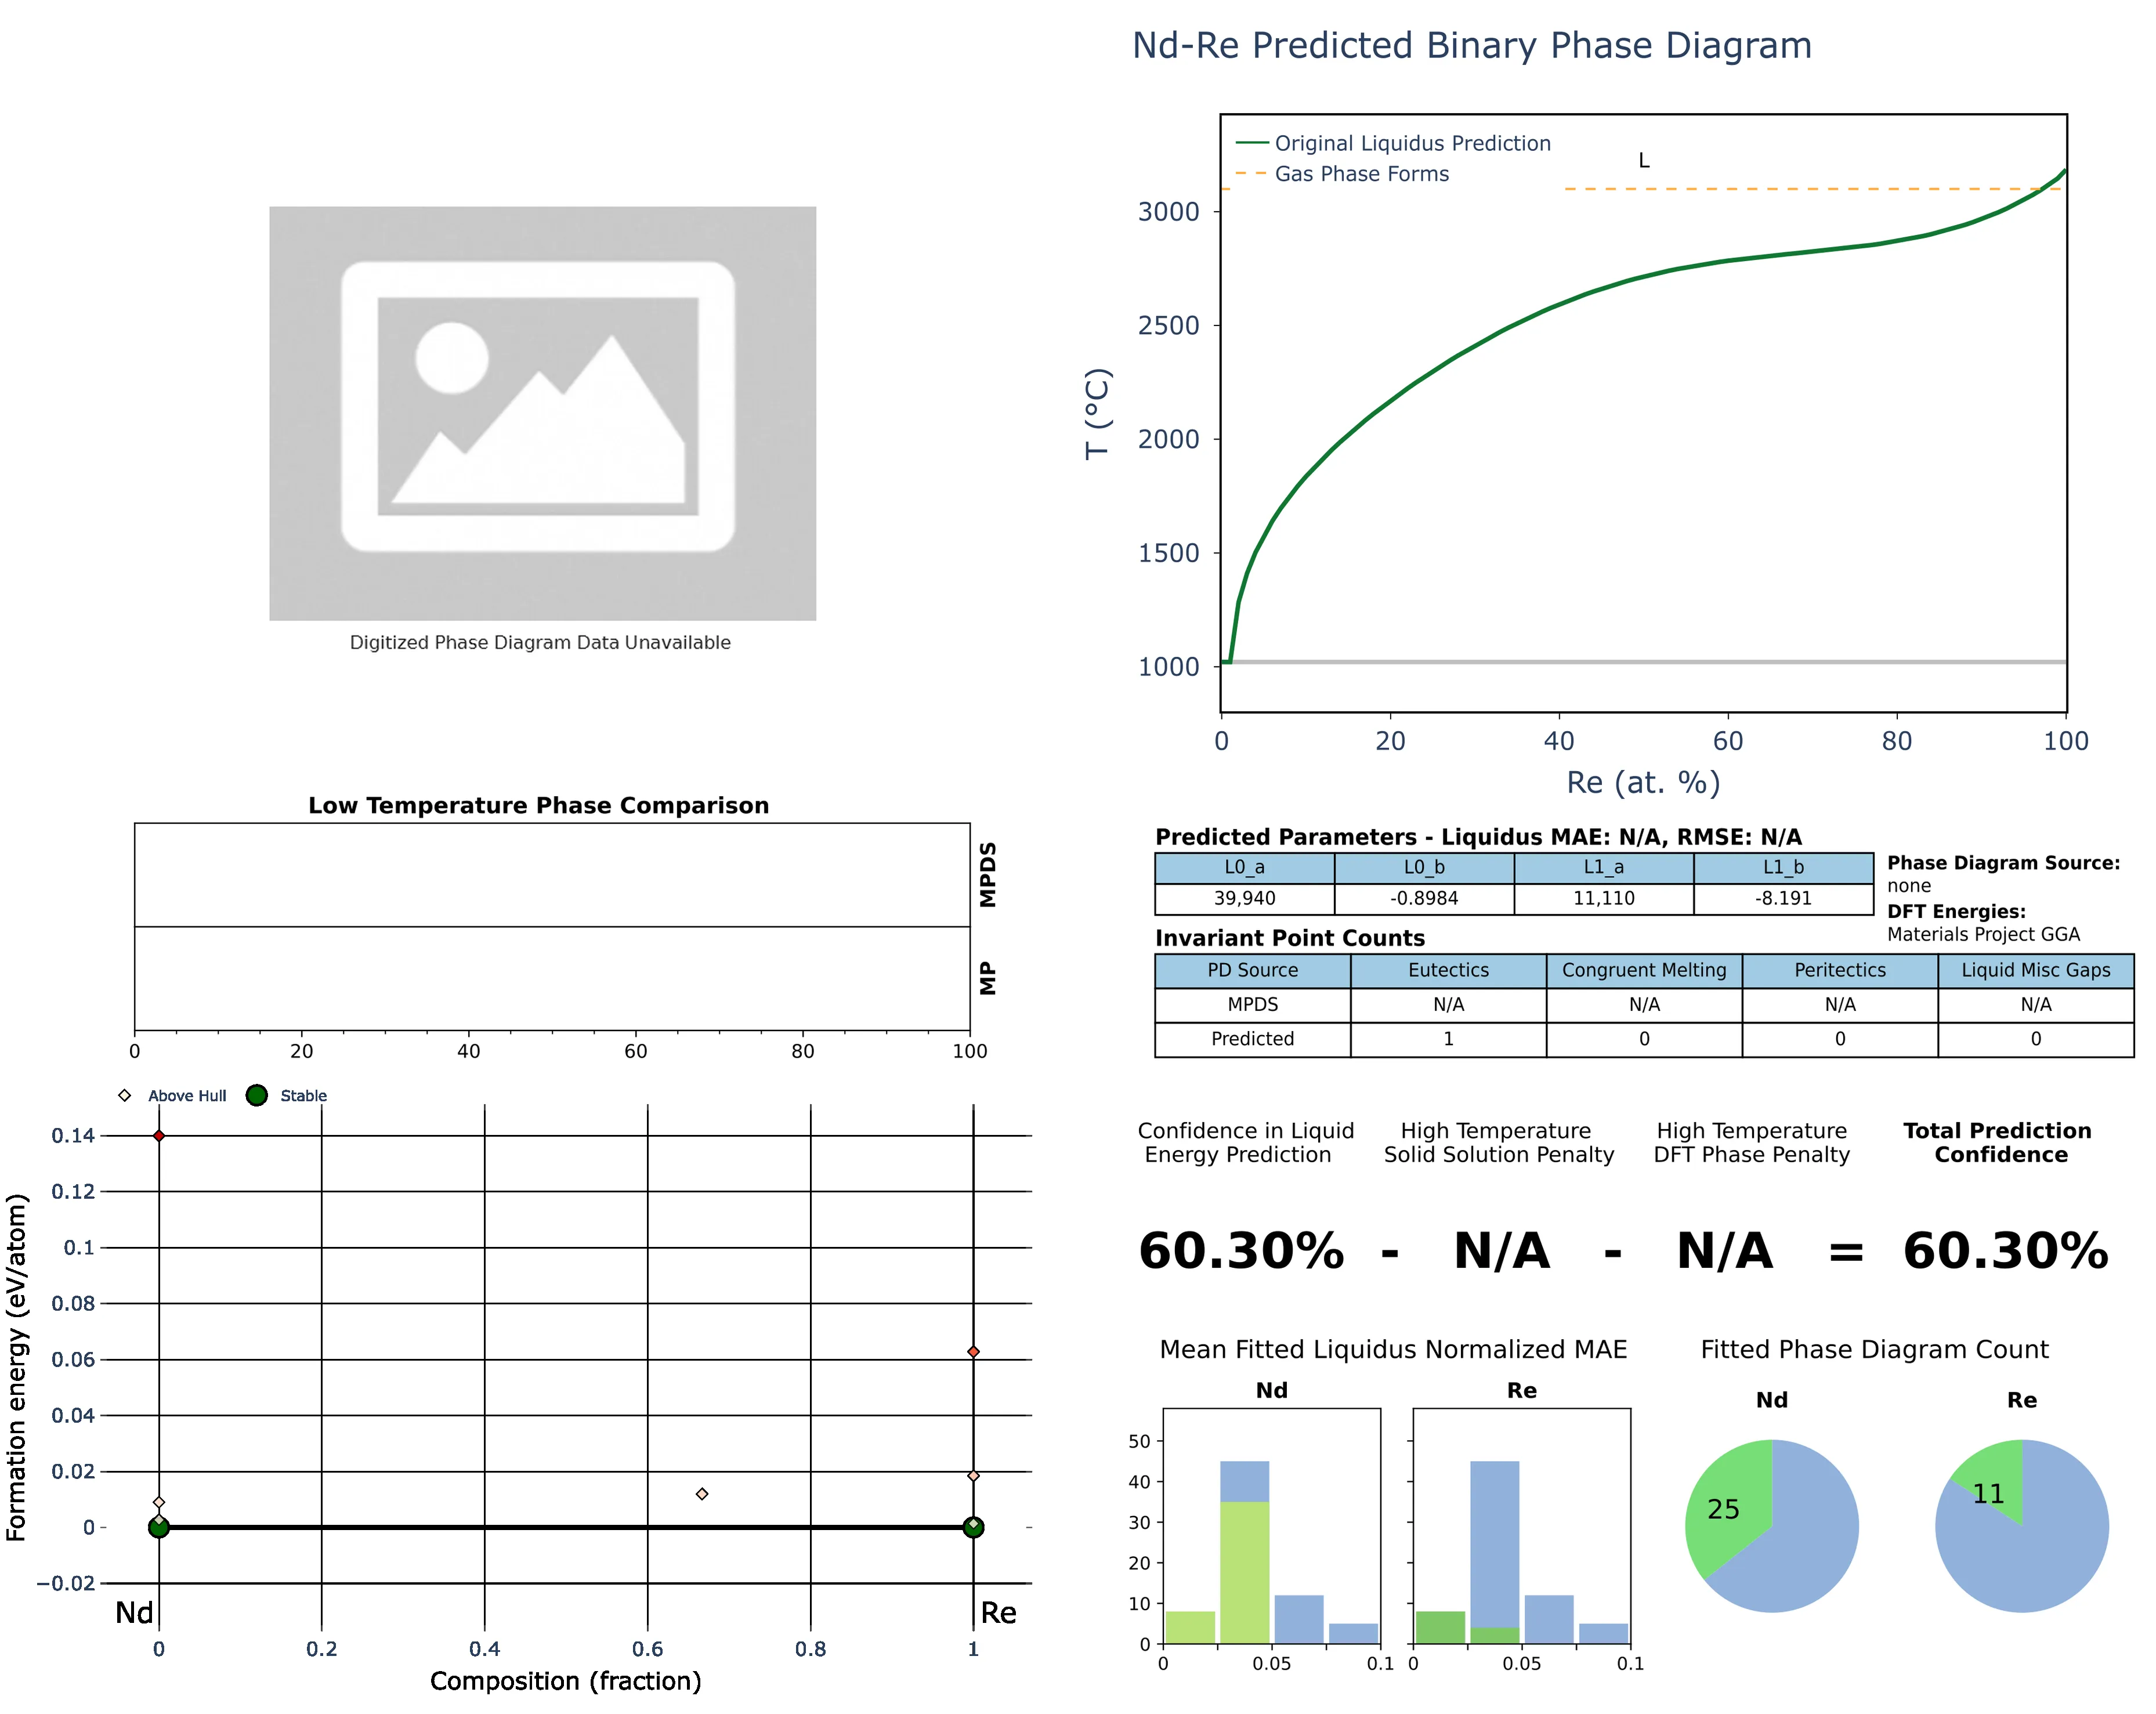 Nd-Re Predicted Binary Phase Diagram
Original Liquidus Prediction
Gas Phase Forms
L
3000
2500
2000
1500
1000
T (°C)
0 20 40 60 80 100
Re (at. %)
Digitized Phase Diagram Data Unavailable
Low Temperature Phase Comparison
MPDS
MP
0 20 40 60 80 100
Predicted Parameters - Liquidus MAE: N/A, RMSE: N/A
L0_a L0_b L1_a L1_b
39,940 -0.8984 11,110 -8.191
Phase Diagram Source:
none
DFT Energies:
Materials Project GGA
Invariant Point Counts
PD Source Eutectics Congruent Melting Peritectics Liquid Misc Gaps
MPDS N/A N/A N/A N/A
Predicted 1 0 0 0
Above Hull Stable
0.14
0.12
0.1
0.08
0.06
0.04
0.02
0
−0.02
Formation energy (eV/atom)
Nd Re
0 0.2 0.4 0.6 0.8 1
Composition (fraction)
Confidence in Liquid
Energy Prediction
High Temperature
Solid Solution Penalty
High Temperature
DFT Phase Penalty
Total Prediction
Confidence
60.30% - N/A - N/A = 60.30%
Mean Fitted Liquidus Normalized MAE
Nd Re
50
40
30
20
10
0
0 0.05 0.1 0 0.05 0.1
Fitted Phase Diagram Count
Nd Re
25 11